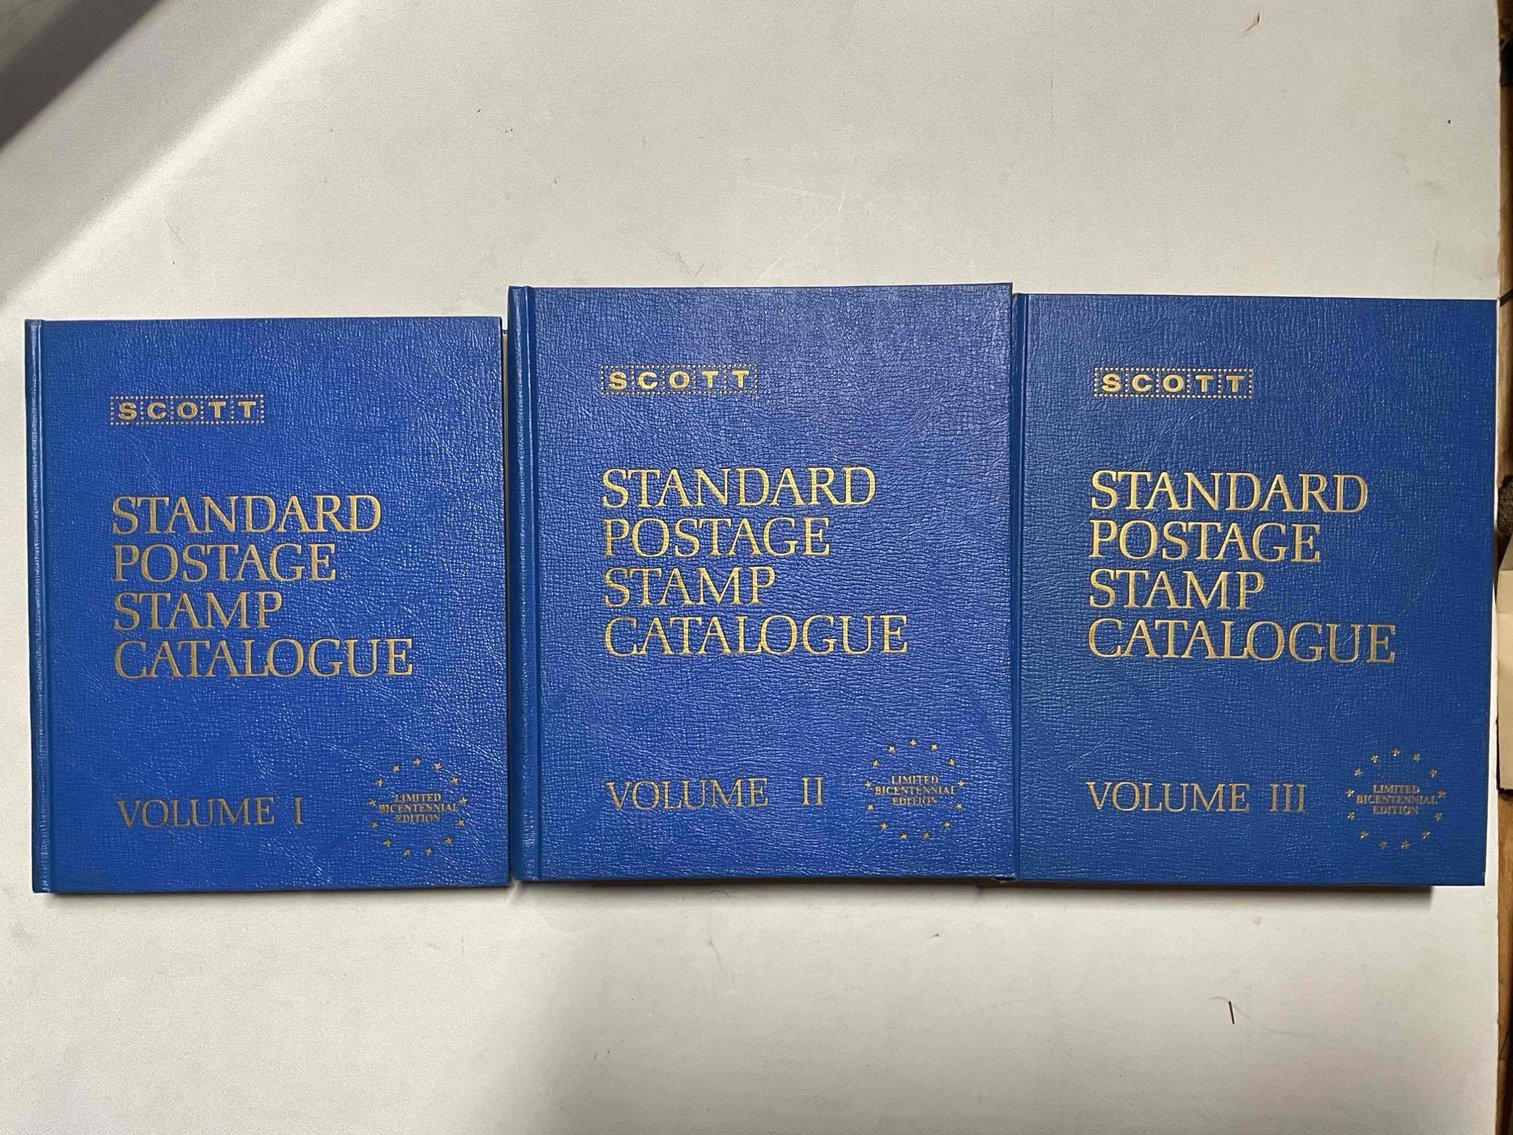 SCOTT
STANDARD
POSTAGE
STAMP
CATALOGUE
VOLUME I
LIMITED
BICENTENNIAL
EDITION
SCOTT
STANDARD
POSTAGE
STAMP
CATALOGUE
VOLUME II
LIMITED
BICENTENNIAL
EDITION
SCOTT
STANDARD
POSTAGE
STAMP
CATALOGUE
VOLUME III
LIMITED
BICENTENNIAL
EDITION